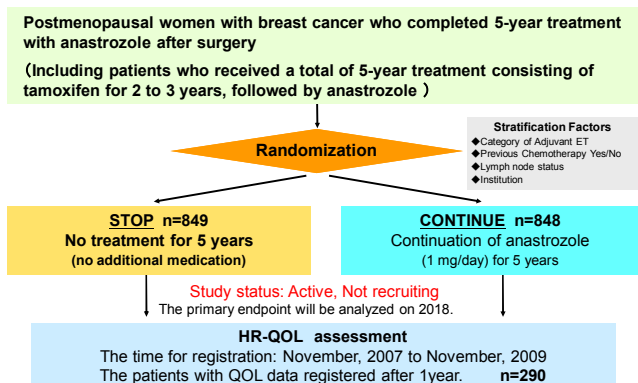 Postmenopausal women with breast cancer who completed 5-year treatment
with anastrozole after surgery
（Including patients who received a total of 5-year treatment consisting of
tamoxifen for 2 to 3 years, followed by anastrozole ）
Randomization
Stratification Factors
◆Category of Adjuvant ET
◆Previous Chemotherapy Yes/No
◆Lymph node status
◆Institution
STOP n=849
No treatment for 5 years
(no additional medication)
CONTINUE n=848
Continuation of anastrozole
(1 mg/day) for 5 years
Study status: Active, Not recruiting
The primary endpoint will be analyzed on 2018.
HR-QOL assessment
The time for registration: November, 2007 to November, 2009
The patients with QOL data registered after 1year. n=290